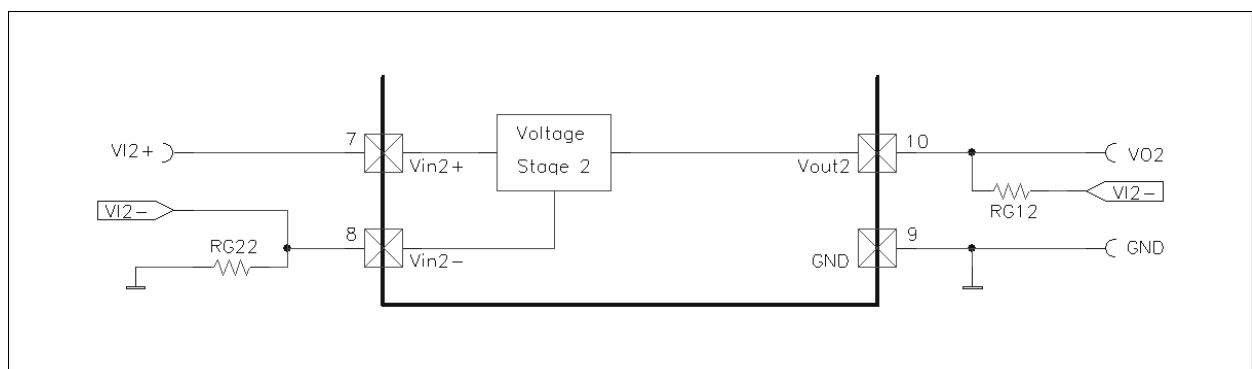 VI2+
7
Vin2+
Voltage
Stage 2
Vout2
10
VO2
RG12
VI2-
VI2-
RG22
8
Vin2-
GND
9
GND